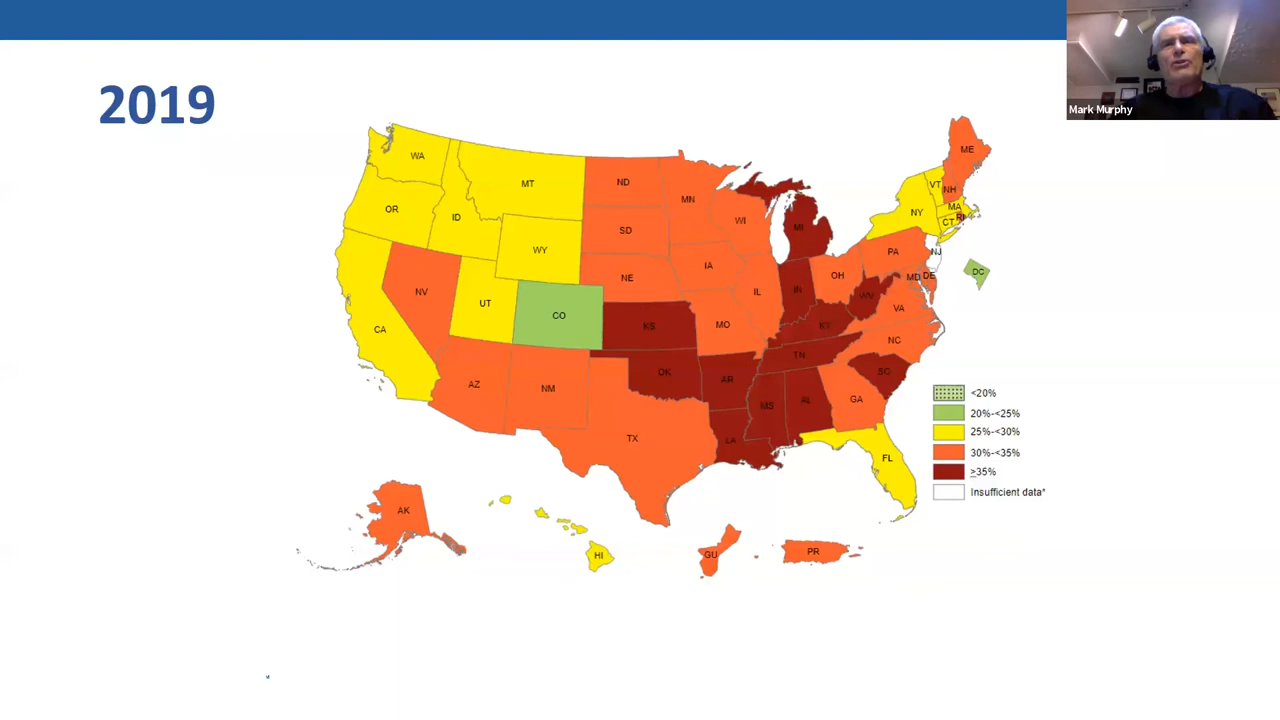 Mark Murphy
2019
WA
MT
ND
MN
ME
VT
NH
OR
ID
WY
SD
WI
MI
NY
MA
CT
RI
NV
UT
CO
NE
IA
IL
IN
OH
PA
NJ
MD
DE
DC
CA
KS
MO
KY
WV
VA
AZ
NM
OK
AR
TN
NC
TX
LA
MS
AL
GA
SC
FL
AK
HI
GU
PR
<20%
20%-<25%
25%-<30%
30%-<35%
≥35%
Insufficient data*